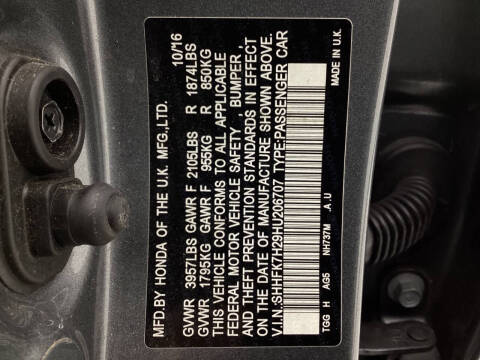 MFD.BY HONDA OF THE U.K. MFG.,LTD. 10/16
GVWR 3957LBS GAWR F 2105LBS R 1874LBS
GVWR 1795KG GAWR F 955KG R 850KG
THIS VEHICLE CONFORMS TO ALL APPLICABLE
FEDERAL MOTOR VEHICLE SAFETY , BUMPER,
AND THEFT PREVENTION STANDARDS IN EFFECT
ON THE DATE OF MANUFACTURE SHOWN ABOVE.
V.I.N.:SHHFK7H29HU206707 TYPE:PASSENGER CAR
TGG H AG5 NH737M .A .U MADE IN U.K.